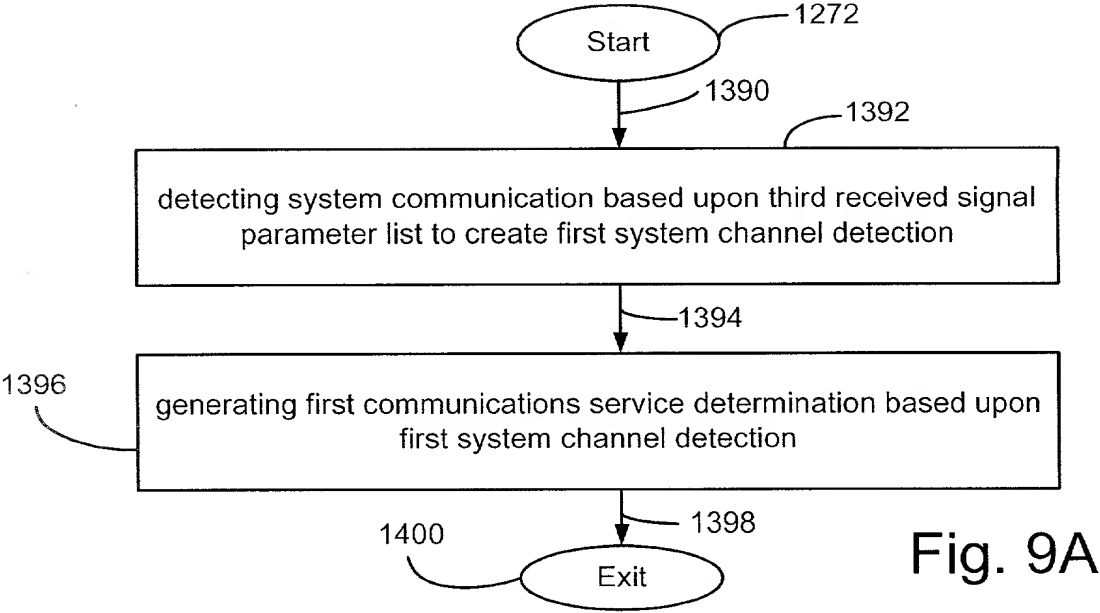 Start
1272
1390
1392
detecting system communication based upon third received signal
parameter list to create first system channel detection
1394
1396
generating first communications service determination based upon
first system channel detection
1398
1400
Exit
Fig. 9A